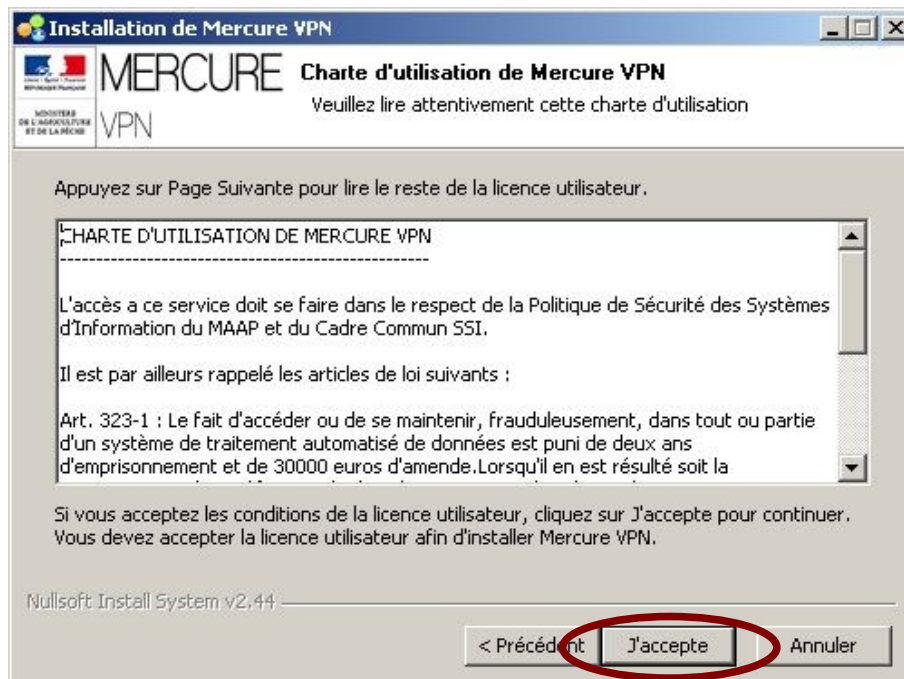 Installation de Mercure VPN
MERCURE
VPN
MINISTÈRE
DE L'AGRICULTURE
ET DE LA PÊCHE
Charte d'utilisation de Mercure VPN
Veuillez lire attentivement cette charte d'utilisation
Appuyez sur Page Suivante pour lire le reste de la licence utilisateur.
CHARTE D'UTILISATION DE MERCURE VPN
---------------------------------------------------
L'accès a ce service doit se faire dans le respect de la Politique de Sécurité des Systèmes
d'Information du MAAP et du Cadre Commun SSI.
Il est par ailleurs rappelé les articles de loi suivants :
Art. 323-1 : Le fait d'accéder ou de se maintenir, frauduleusement, dans tout ou partie
d'un système de traitement automatisé de données est puni de deux ans
d'emprisonnement et de 30000 euros d'amende.Lorsqu'il en est résulté soit la
Si vous acceptez les conditions de la licence utilisateur, cliquez sur J'accepte pour continuer.
Vous devez accepter la licence utilisateur afin d'installer Mercure VPN.
Nullsoft Install System v2.44
< Précédent
J'accepte
Annuler